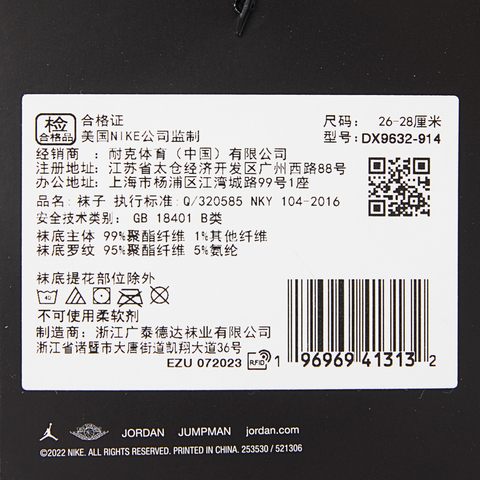 检
合格品
合格证
美国NIKE公司监制
尺码: 26-28厘米
型号: DX9632-914
经销商 : 耐克体育（中国）有限公司
注册地址: 江苏省太仓经济开发区广州西路88号
办公地址: 上海市杨浦区江湾城路99号1座
品名: 袜子 执行标准: Q/320585 NKY 104-2016
安全技术类别: GB 18401 B类
袜底主体 99%聚酯纤维 1%其他纤维
袜底罗纹 95%聚酯纤维 5%氨纶
袜底提花部位除外
40
不可使用柔软剂
制造商: 浙江广泰德达袜业有限公司
浙江省诸暨市大唐街道凯翔大道36号
EZU 072023 RFID
1 96969 41313 2
JORDAN JUMPMAN jordan.com
©2022 NIKE. ALL RIGHTS RESERVED. PRINTED IN CHINA. 253530 / 521306